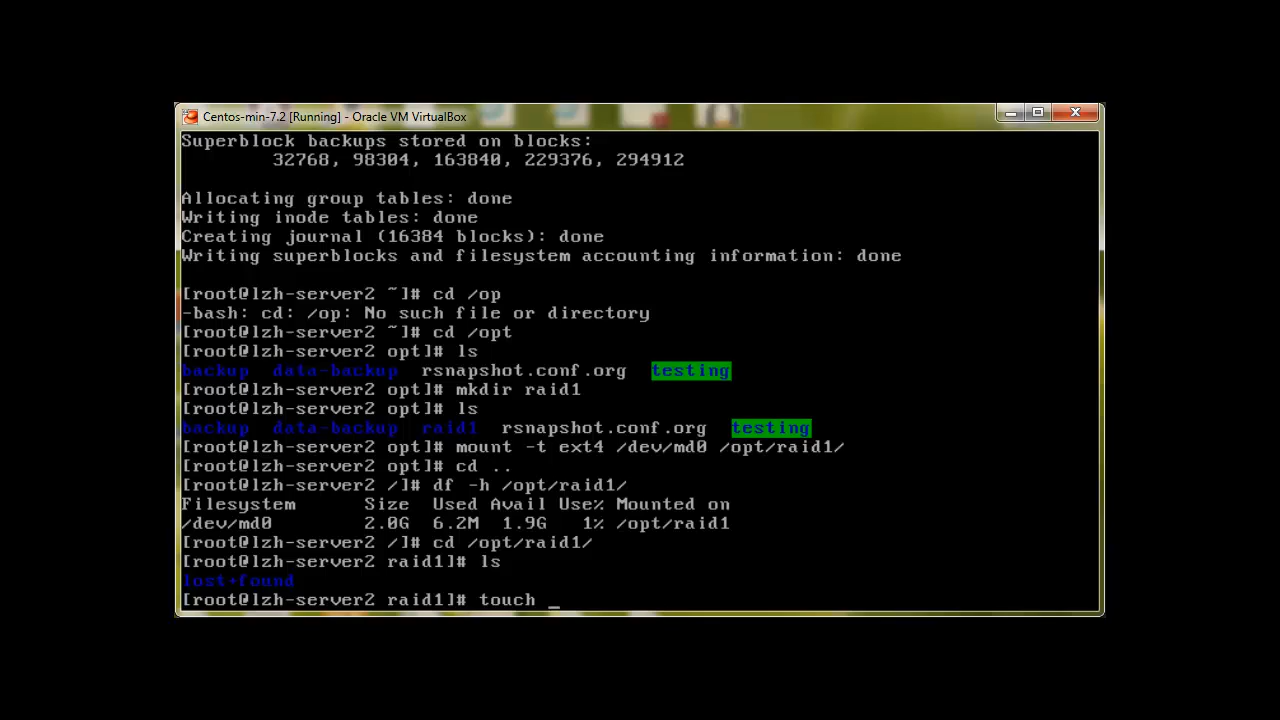 Centos-min-7.2 [Running] - Oracle VM VirtualBox
Superblock backups stored on blocks:
32768, 98304, 163840, 229376, 294912
Allocating group tables: done
Writing inode tables: done
Creating journal (16384 blocks): done
Writing superblocks and filesystem accounting information: done
[root@lzh-server2 ~]# cd /op
-bash: cd: /op: No such file or directory
[root@lzh-server2 ~]# cd /opt
[root@lzh-server2 opt]# ls
backup data-backup rsnapshot.conf.org testing
[root@lzh-server2 opt]# mkdir raid1
[root@lzh-server2 opt]# ls
backup data-backup raid1 rsnapshot.conf.org testing
[root@lzh-server2 opt]# mount -t ext4 /dev/md0 /opt/raid1/
[root@lzh-server2 opt]# cd ..
[root@lzh-server2 /]# df -h /opt/raid1/
Filesystem Size Used Avail Use% Mounted on
/dev/md0 2.0G 6.2M 1.9G 1% /opt/raid1
[root@lzh-server2 /]# cd /opt/raid1/
[root@lzh-server2 raid1]# ls
lost+found
[root@lzh-server2 raid1]# touch _